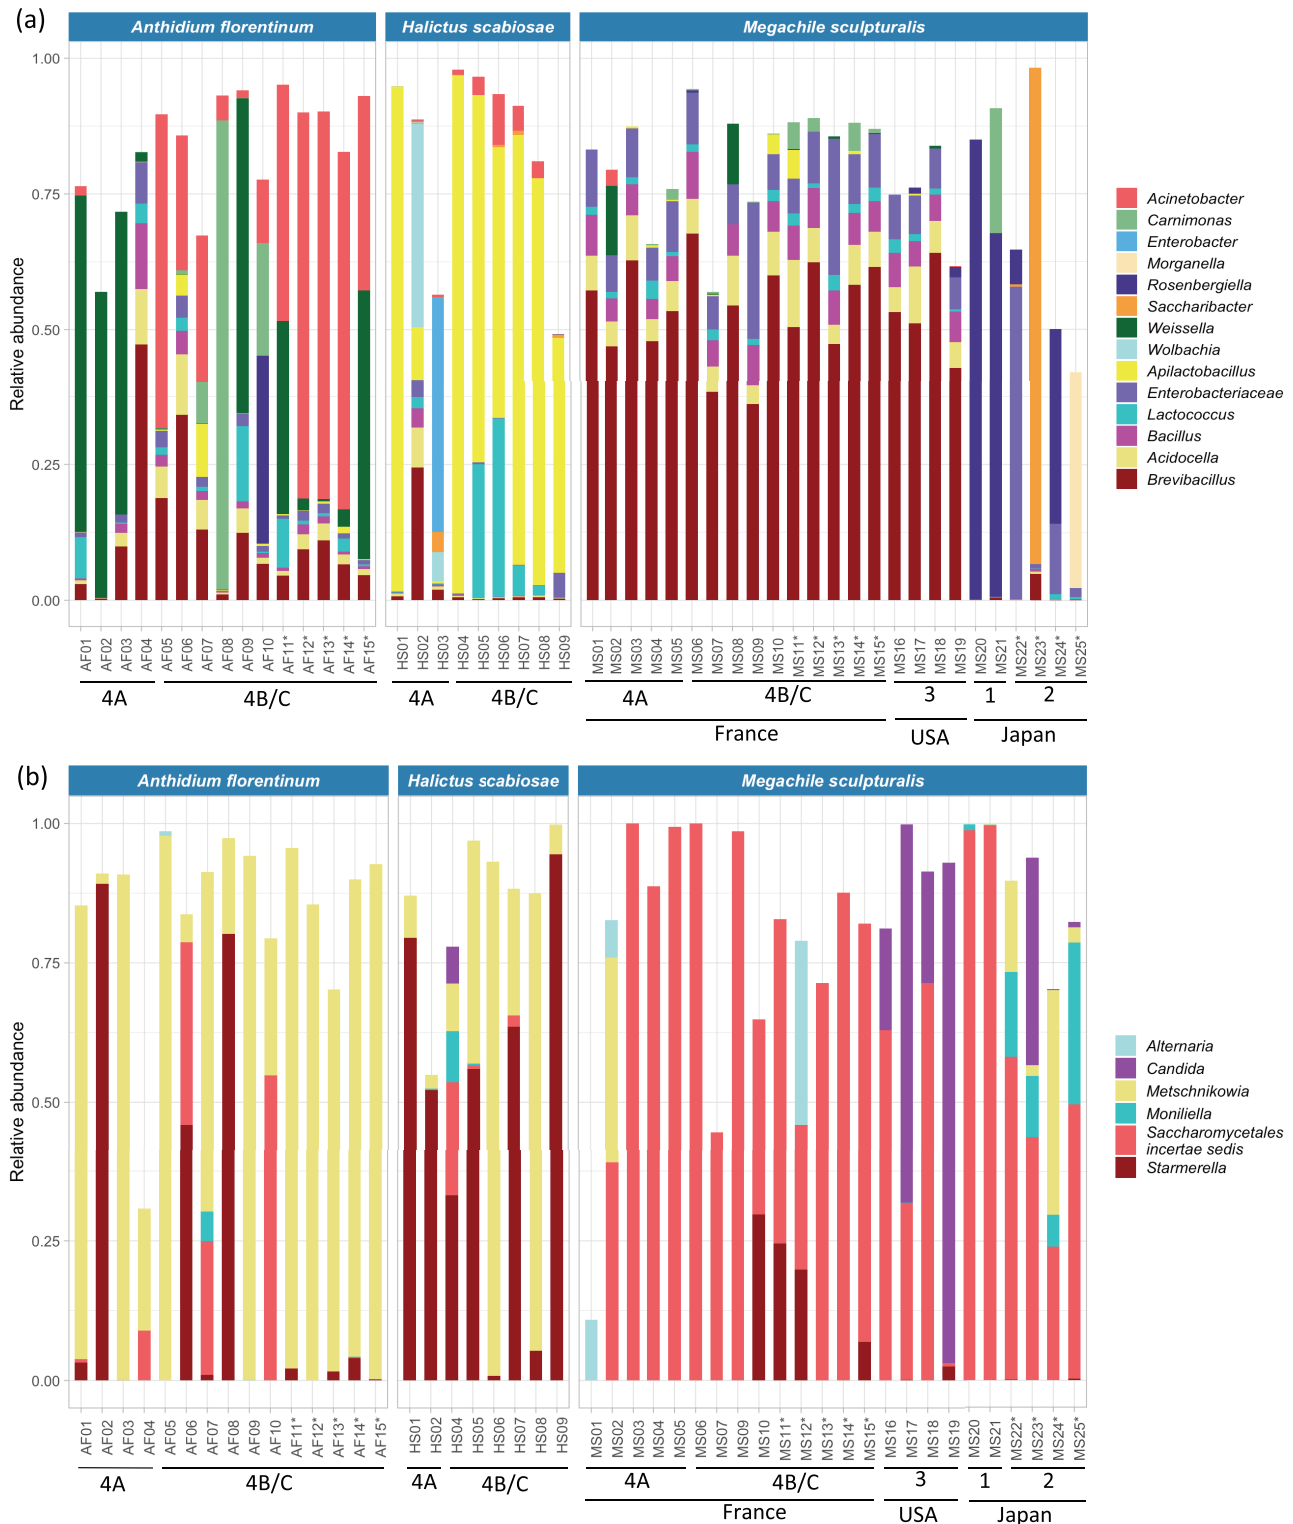 (a)
Anthidium florentinum
Halictus scabiosae
Megachile sculpturalis
1.00
0.75
0.50
0.25
0.00
Relative abundance
AF01 AF02 AF03 AF04 AF05 AF06 AF07 AF08 AF09 AF10 AF11* AF12* AF13* AF14* AF15*
HS01 HS02 HS03 HS04 HS05 HS06 HS07 HS08 HS09
MS01 MS02 MS03 MS04 MS05 MS06 MS07 MS08 MS09 MS10 MS11* MS12* MS13* MS14* MS15* MS16 MS17 MS18 MS19 MS20 MS21 MS22* MS23* MS24* MS25*
4A 4B/C 4A 4B/C 4A 4B/C 3 1 2
France USA Japan
Acinetobacter
Carnimonas
Enterobacter
Morganella
Rosenbergiella
Saccharibacter
Weissella
Wolbachia
Apilactobacillus
Enterobacteriaceae
Lactococcus
Bacillus
Acidocella
Brevibacillus
(b)
Anthidium florentinum
Halictus scabiosae
Megachile sculpturalis
1.00
0.75
0.50
0.25
0.00
Relative abundance
AF01 AF02 AF03 AF04 AF05 AF06 AF07 AF08 AF09 AF10 AF11* AF12* AF13* AF14* AF15*
HS01 HS02 HS04 HS05 HS06 HS07 HS08 HS09
MS01 MS02 MS03 MS04 MS05 MS06 MS07 MS09 MS10 MS11* MS12* MS13* MS14* MS15* MS16 MS17 MS18 MS19 MS20 MS21 MS22* MS23* MS24* MS25*
4A 4B/C 4A 4B/C 4A 4B/C 3 1 2
France USA Japan
Alternaria
Candida
Metschnikowia
Moniliella
Saccharomycetales
incertae sedis
Starmerella